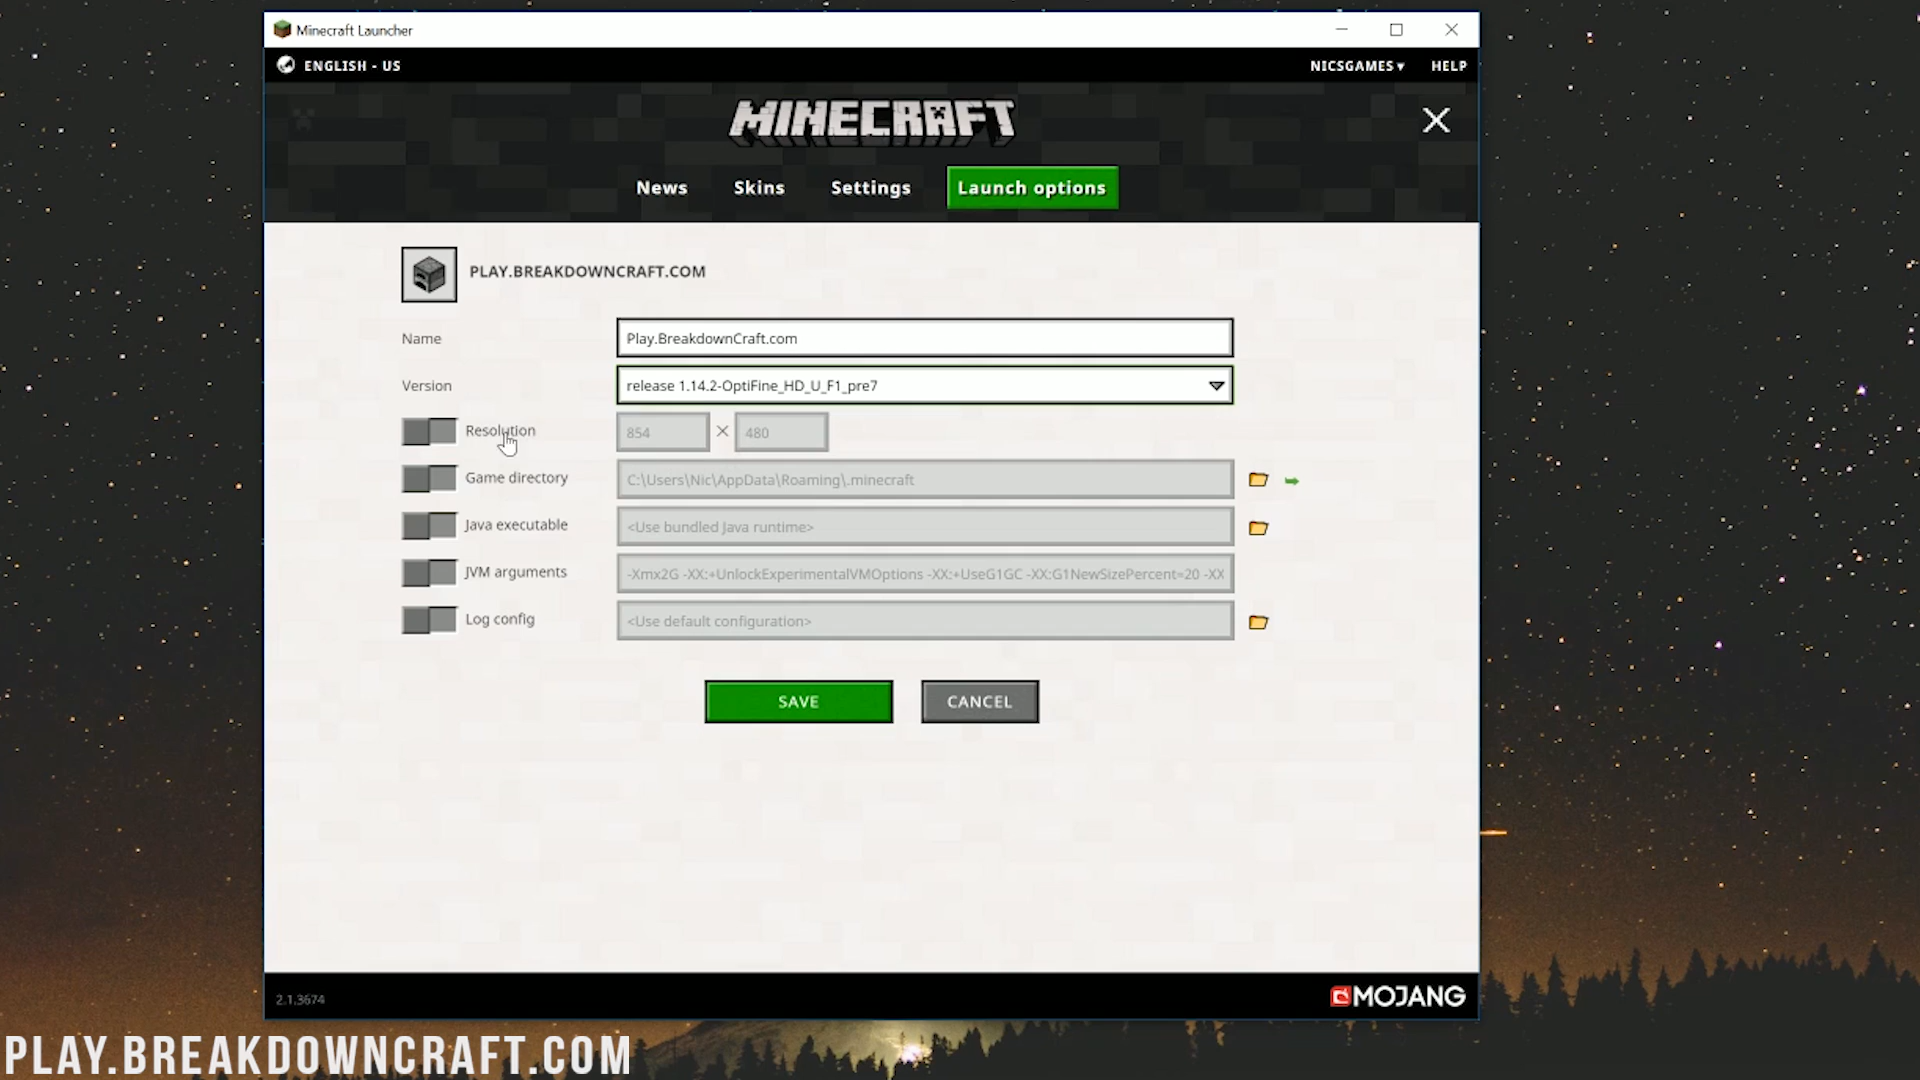 Minecraft Launcher
ENGLISH - US
NICSGAMES▾ HELP
MINECRAFT
News Skins Settings Launch options
PLAY.BREAKDOWNCRAFT.COM
Name Play.BreakdownCraft.com
Version release 1.14.2-OptiFine_HD_U_F1_pre7
Resolution 854 × 480
Game directory C:\Users\Nic\AppData\Roaming\.minecraft
Java executable <Use bundled Java runtime>
JVM arguments -Xmx2G -XX:+UnlockExperimentalVMOptions -XX:+UseG1GC -XX:G1NewSizePercent=20 -XX
Log config <Use default configuration>
SAVE CANCEL
2.1.3674
MOJANG
PLAY.BREAKDOWNCRAFT.COM